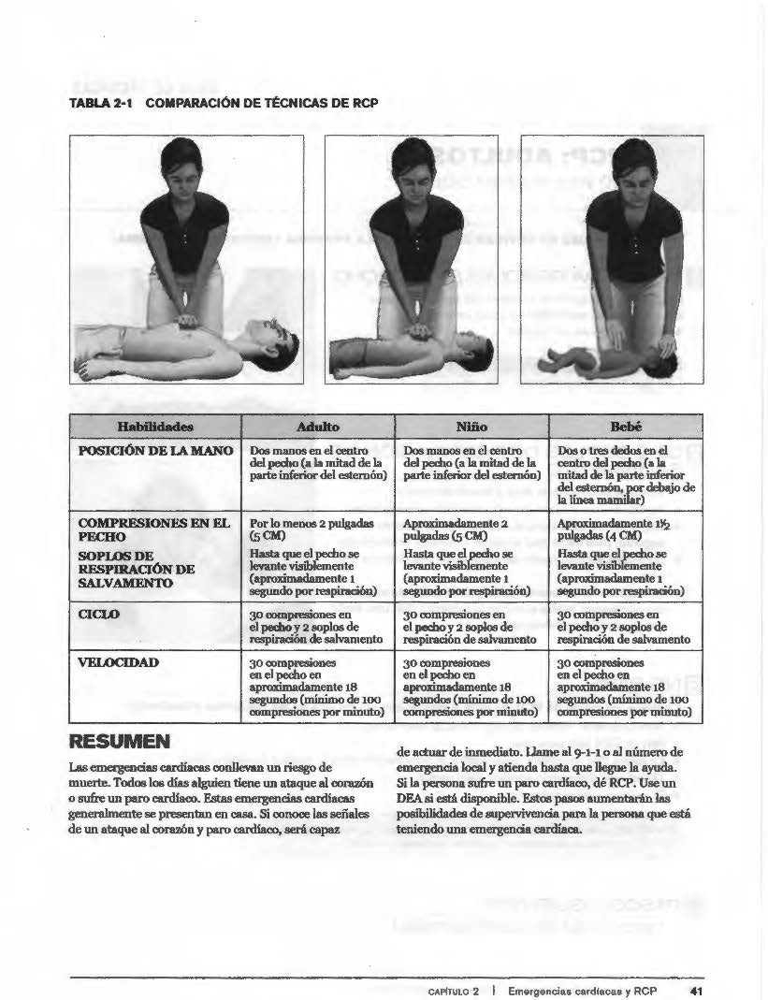 TABLA 2-1 COMPARACIÓN DE TÉCNICAS DE RCP
Habilidades Adulto Niño Bebé
POSICIÓN DE LA MANO
Dos manos en el centro
del pecho (a la mitad de la
parte inferior del esternón)
Dos manos en el centro
del pecho (a la mitad de la
parte inferior del esternón)
Dos o tres dedos en el
centro del pecho (a la
mitad de la parte inferior
del esternón, por debajo de
la línea mamilar)
COMPRESIONES EN EL
PECHO
Por lo menos 2 pulgadas
(5 CM)
Aproximadamente 2
pulgadas (5 CM)
Aproximadamente 1½
pulgadas (4 CM)
SOPLOS DE
RESPIRACIÓN DE
SALVAMENTO
Hasta que el pecho se
levante visiblemente
(aproximadamente 1
segundo por respiración)
Hasta que el pecho se
levante visiblemente
(aproximadamente 1
segundo por respiración)
Hasta que el pecho se
levante visiblemente
(aproximadamente 1
segundo por respiración)
CICLO
30 compresiones en
el pecho y 2 soplos de
respiración de salvamento
30 compresiones en
el pecho y 2 soplos de
respiración de salvamento
30 compresiones en
el pecho y 2 soplos de
respiración de salvamento
VELOCIDAD
30 compresiones
en el pecho en
aproximadamente 18
segundos (mínimo de 100
compresiones por minuto)
30 compresiones
en el pecho en
aproximadamente 18
segundos (mínimo de 100
compresiones por minuto)
30 compresiones
en el pecho en
aproximadamente 18
segundos (mínimo de 100
compresiones por minuto)
RESUMEN
Las emergencias cardíacas conllevan un riesgo de
muerte. Todos los días alguien tiene un ataque al corazón
o sufre un paro cardíaco. Estas emergencias cardíacas
generalmente se presentan en casa. Si conoce las señales
de un ataque al corazón y paro cardíaco, será capaz
de actuar de inmediato. Llame al 9-1-1 o al número de
emergencia local y atienda hasta que llegue la ayuda.
Si la persona sufre un paro cardíaco, dé RCP. Use un
DEA si está disponible. Estos pasos aumentarán las
posibilidades de supervivencia para la persona que está
teniendo una emergencia cardíaca.
CAPÍTULO 2 | Emergencias cardíacas y RCP 41